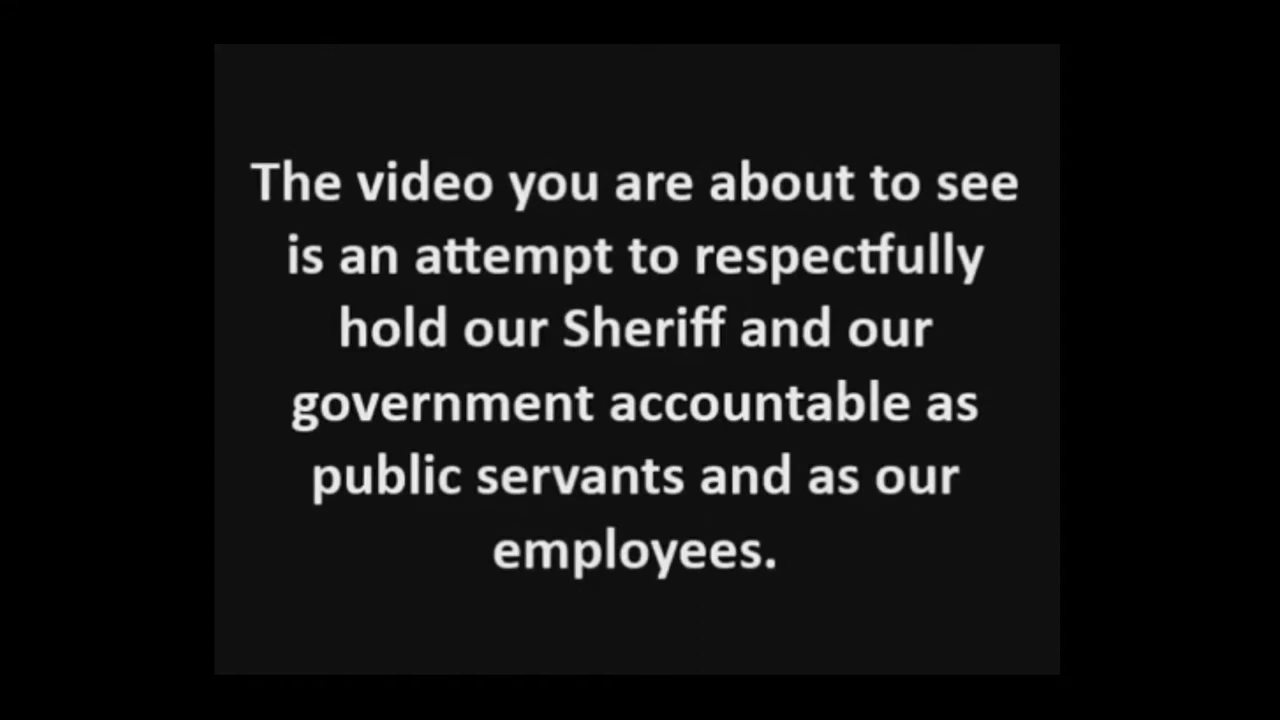 The video you are about to see
is an attempt to respectfully
hold our Sheriff and our
government accountable as
public servants and as our
employees.